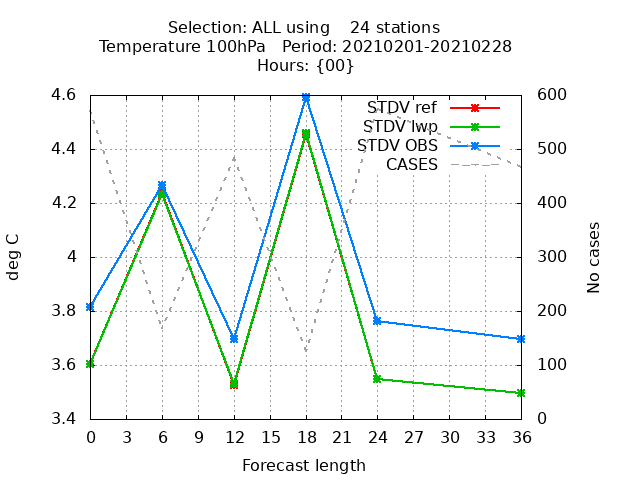 Selection: ALL using    24 stations
Temperature 100hPa   Period: 20210201-20210228
Hours: {00}
4.6
4.4
4.2
4
3.8
3.6
3.4
deg C
600
500
400
300
200
100
0
No cases
STDV ref
STDV lwp
STDV OBS
CASES
0 3 6 9 12 15 18 21 24 27 30 33 36
Forecast length